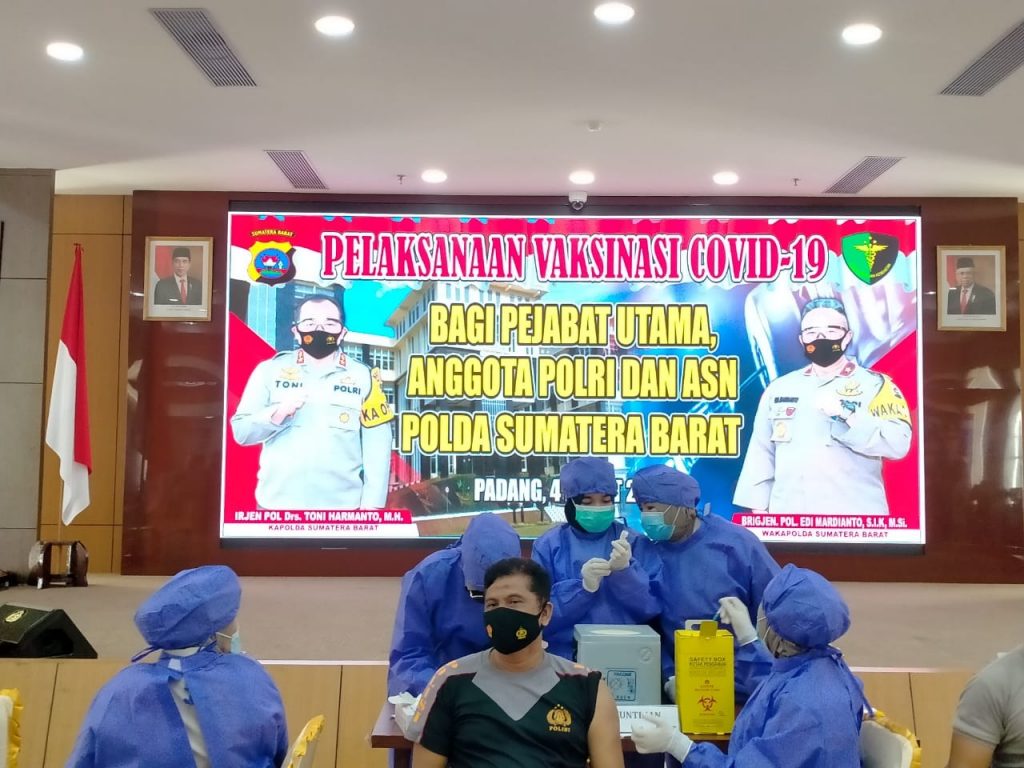 SUMATERA BARAT
PELAKSANAAN VAKSINASI COVID-19
BAGI PEJABAT UTAMA,
ANGGOTA POLRI DAN ASN
POLDA SUMATERA BARAT
PADANG, 4
TONI
POLRI
WAKA
IRJEN POL Drs. TONI HARMANTO, M.H.
KAPOLDA SUMATERA BARAT
BRIGJEN. POL. EDI MARDIANTO, S.I.K, M.Si.
WAKAPOLDA SUMATERA BARAT
SAFETY BOX
POLRI